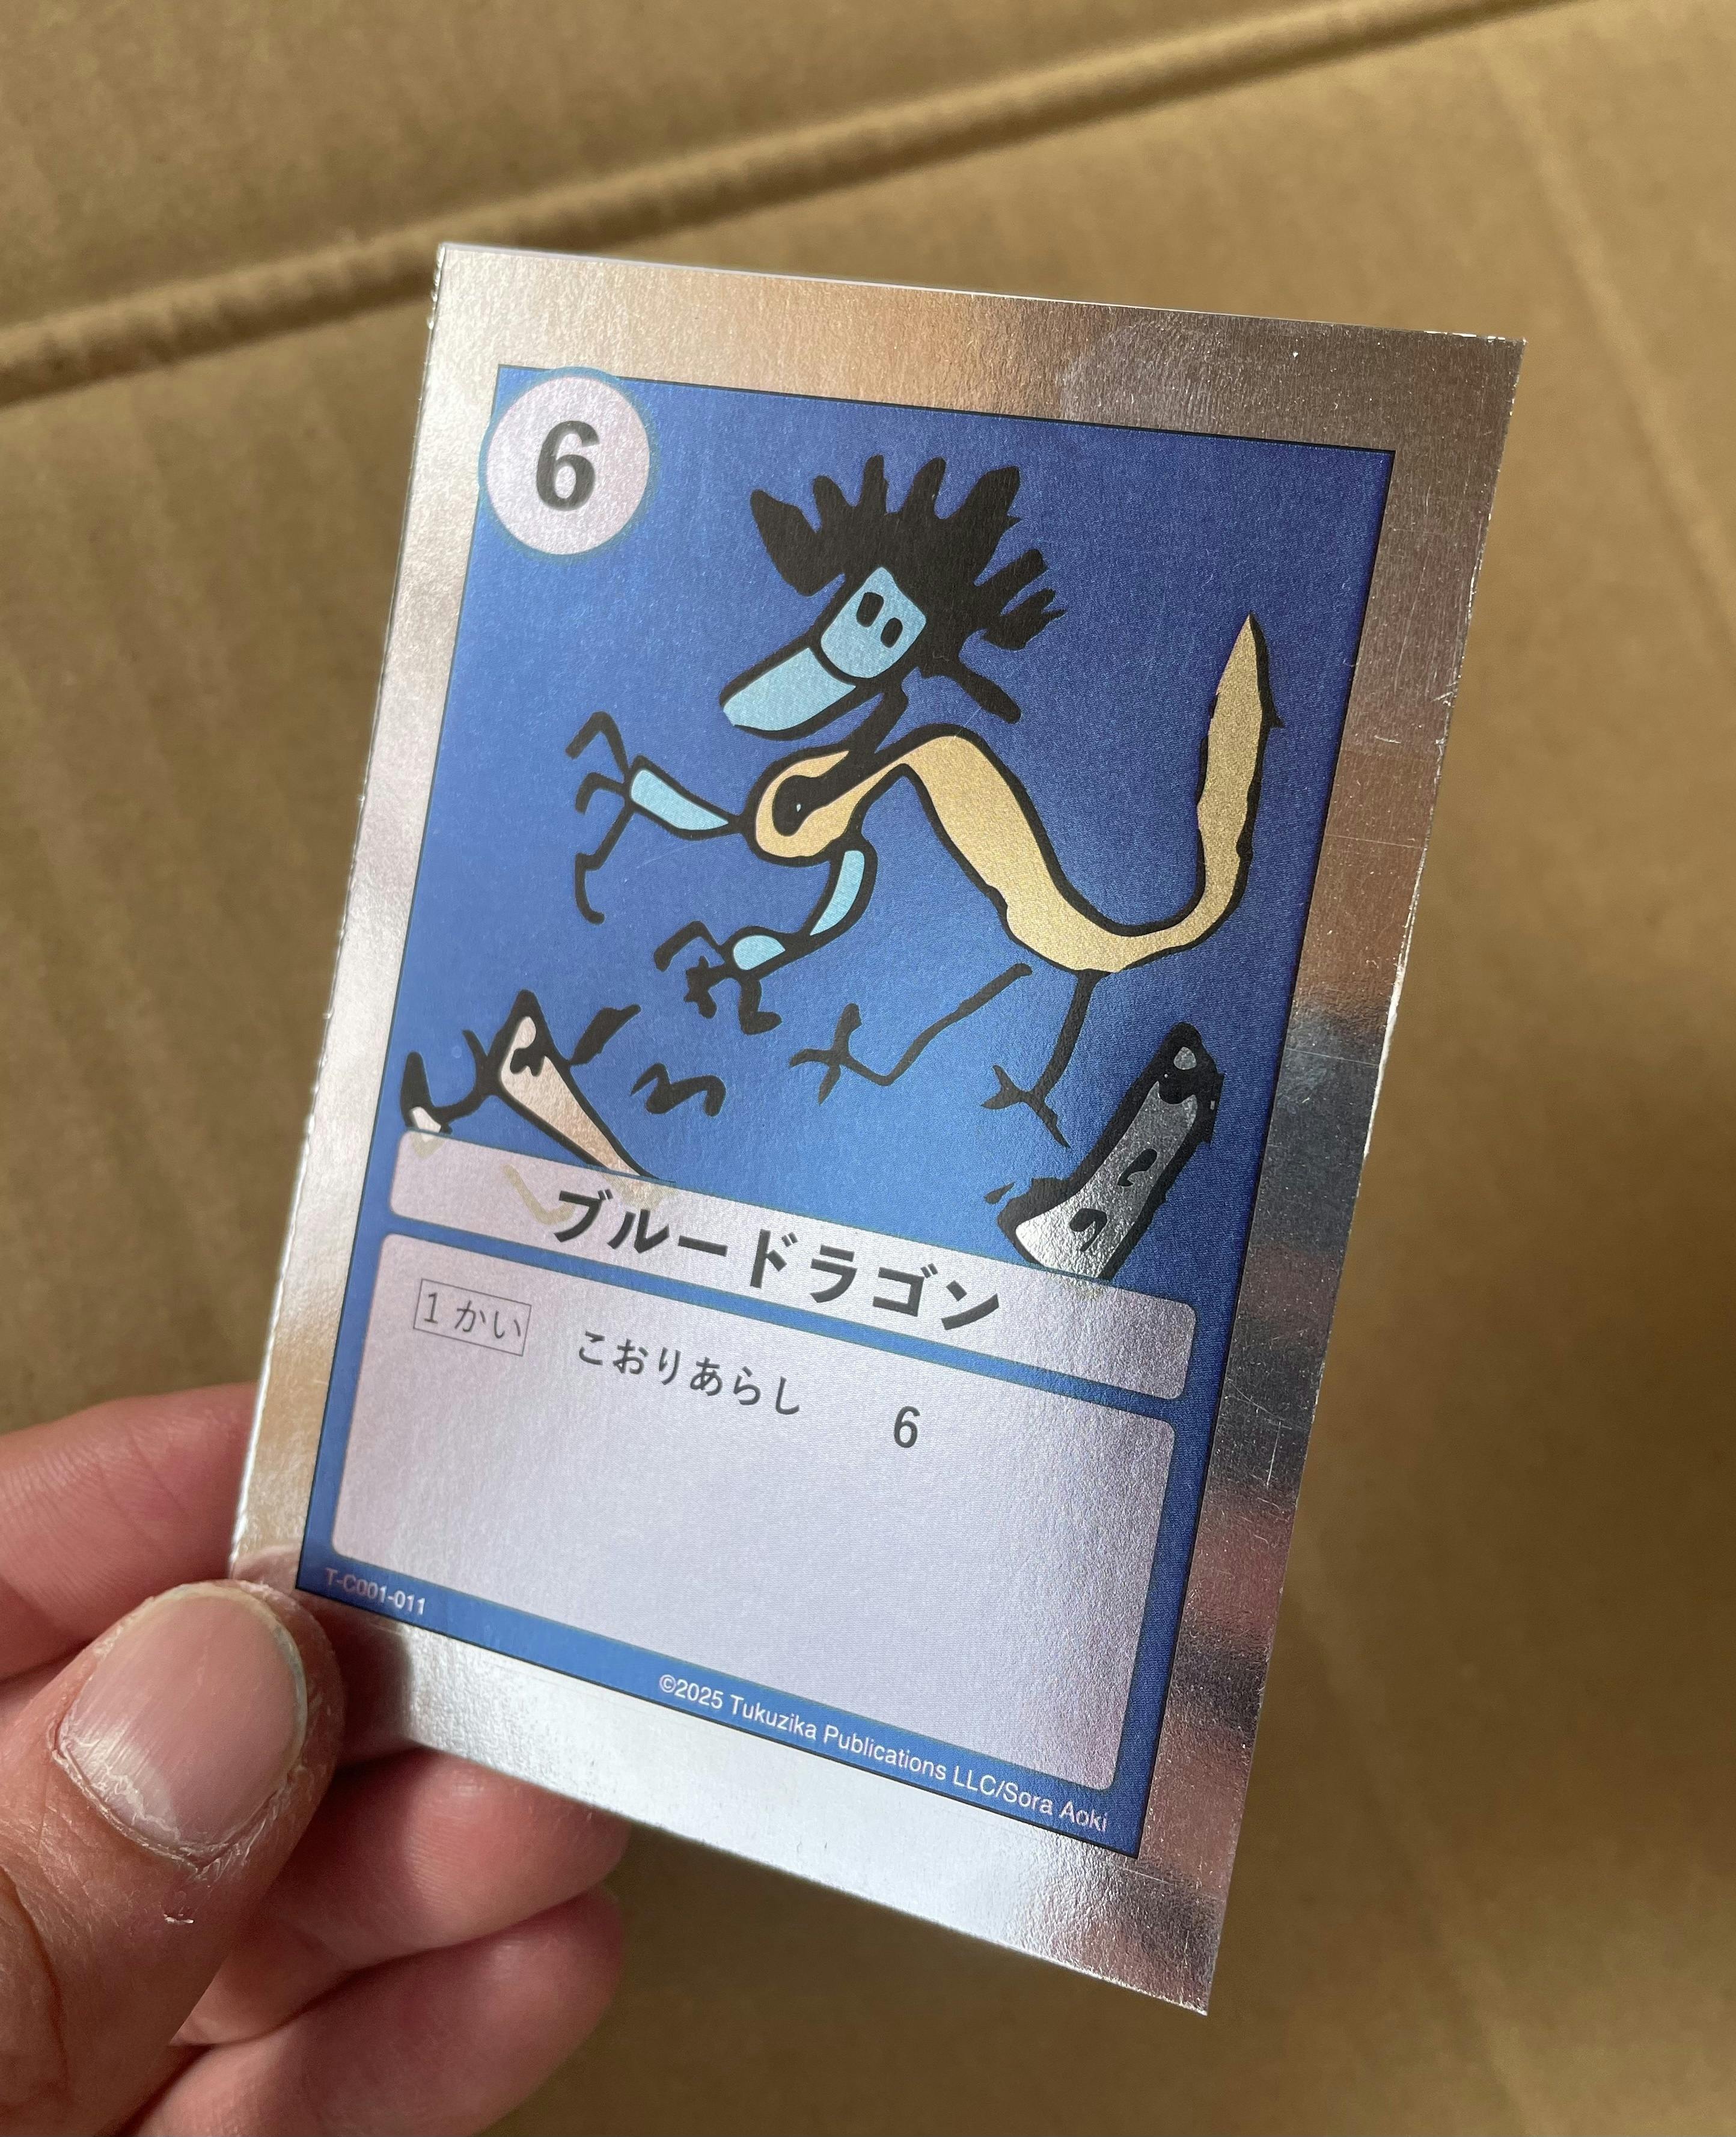 6
ブルードラゴン
1 かい こおりあらし 6
T-C001-011
©2025 Tukuzika Publications LLC/Sora Aoki